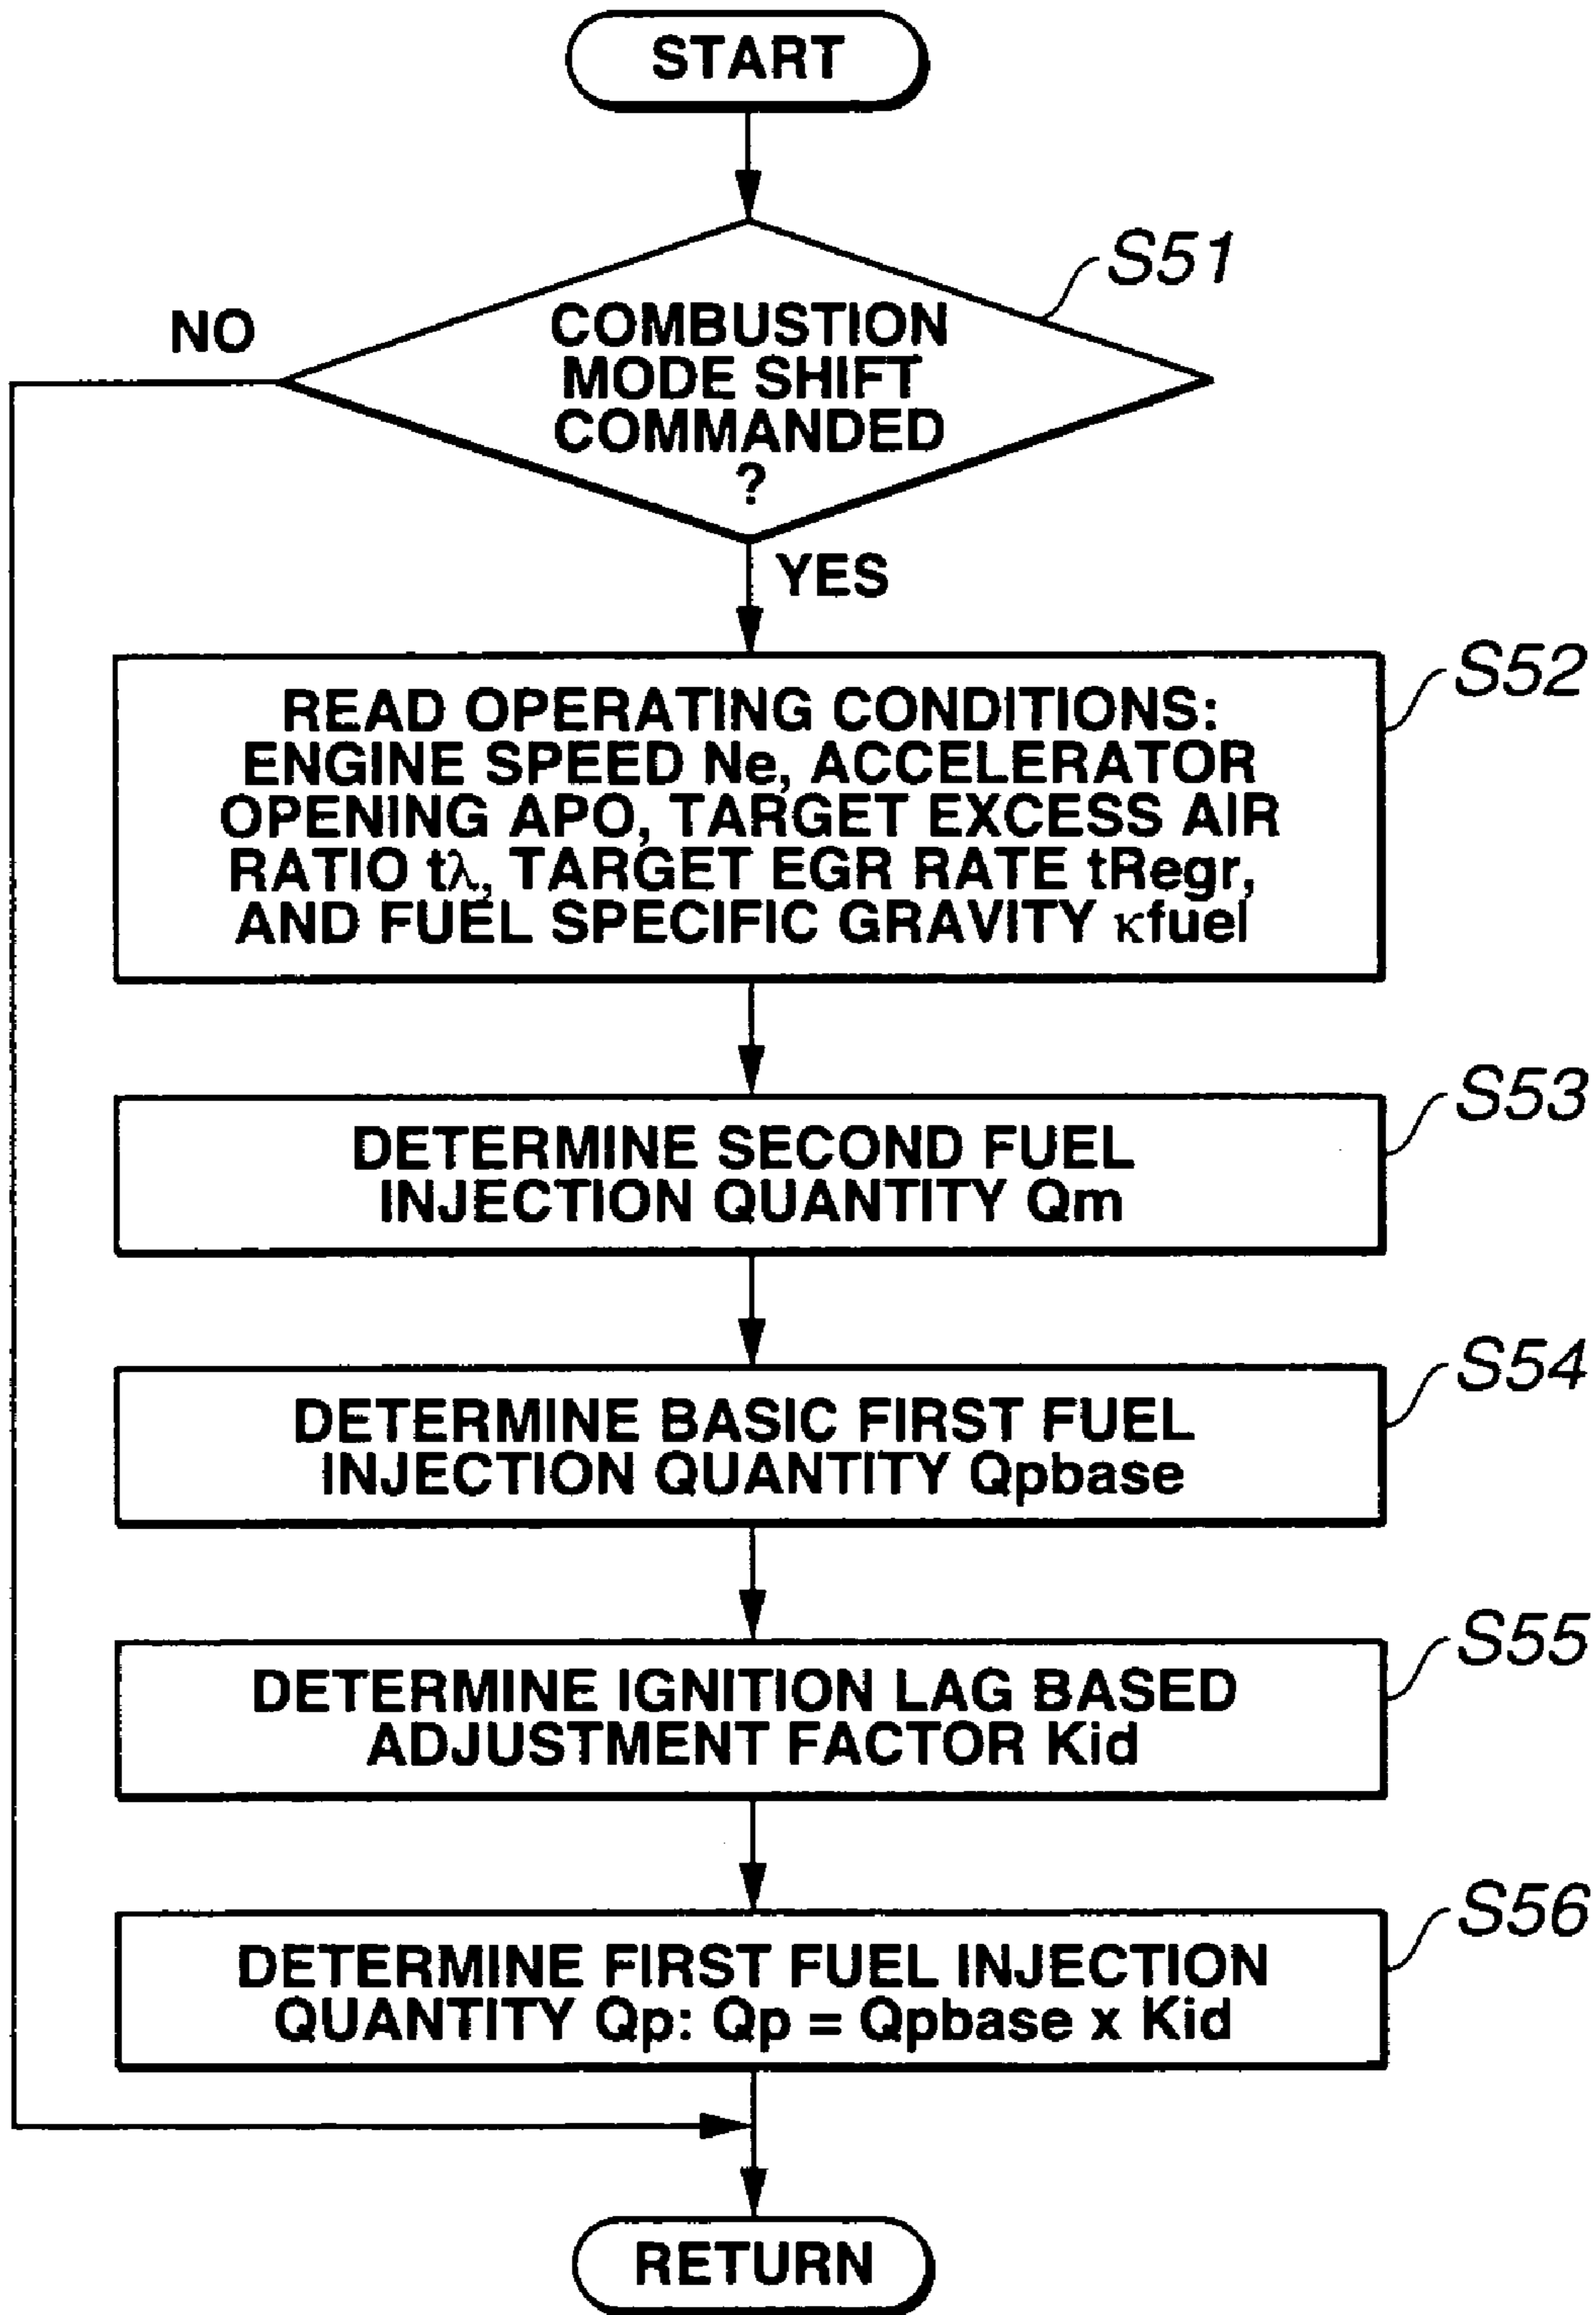 START
S51
NO
COMBUSTION
MODE SHIFT
COMMANDED
?
YES
S52
READ OPERATING CONDITIONS:
ENGINE SPEED Ne, ACCELERATOR
OPENING APO, TARGET EXCESS AIR
RATIO tλ, TARGET EGR RATE tRegr,
AND FUEL SPECIFIC GRAVITY κfuel
S53
DETERMINE SECOND FUEL
INJECTION QUANTITY Qm
S54
DETERMINE BASIC FIRST FUEL
INJECTION QUANTITY Qpbase
S55
DETERMINE IGNITION LAG BASED
ADJUSTMENT FACTOR Kid
S56
DETERMINE FIRST FUEL INJECTION
QUANTITY Qp: Qp = Qpbase x Kid
RETURN